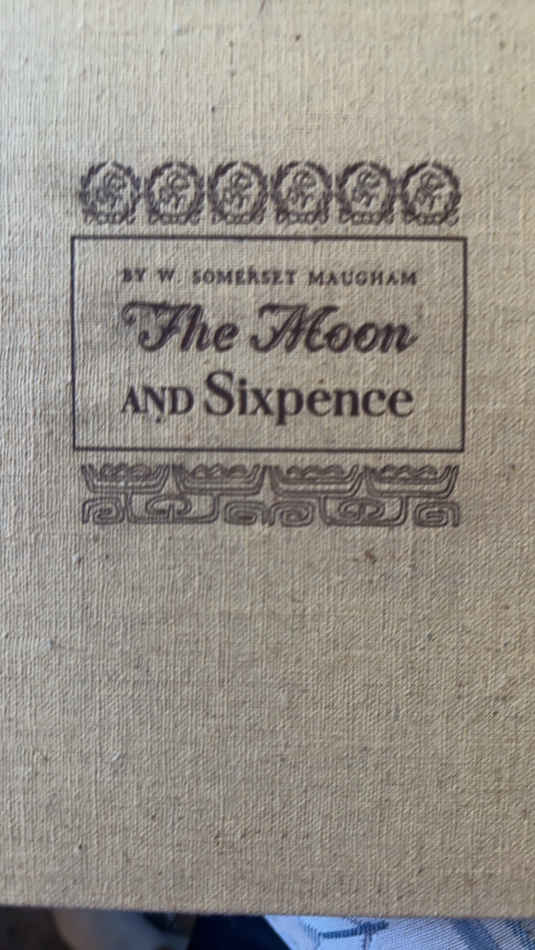 BY W. SOMERSET MAUGHAM
The Moon
AND Sixpence